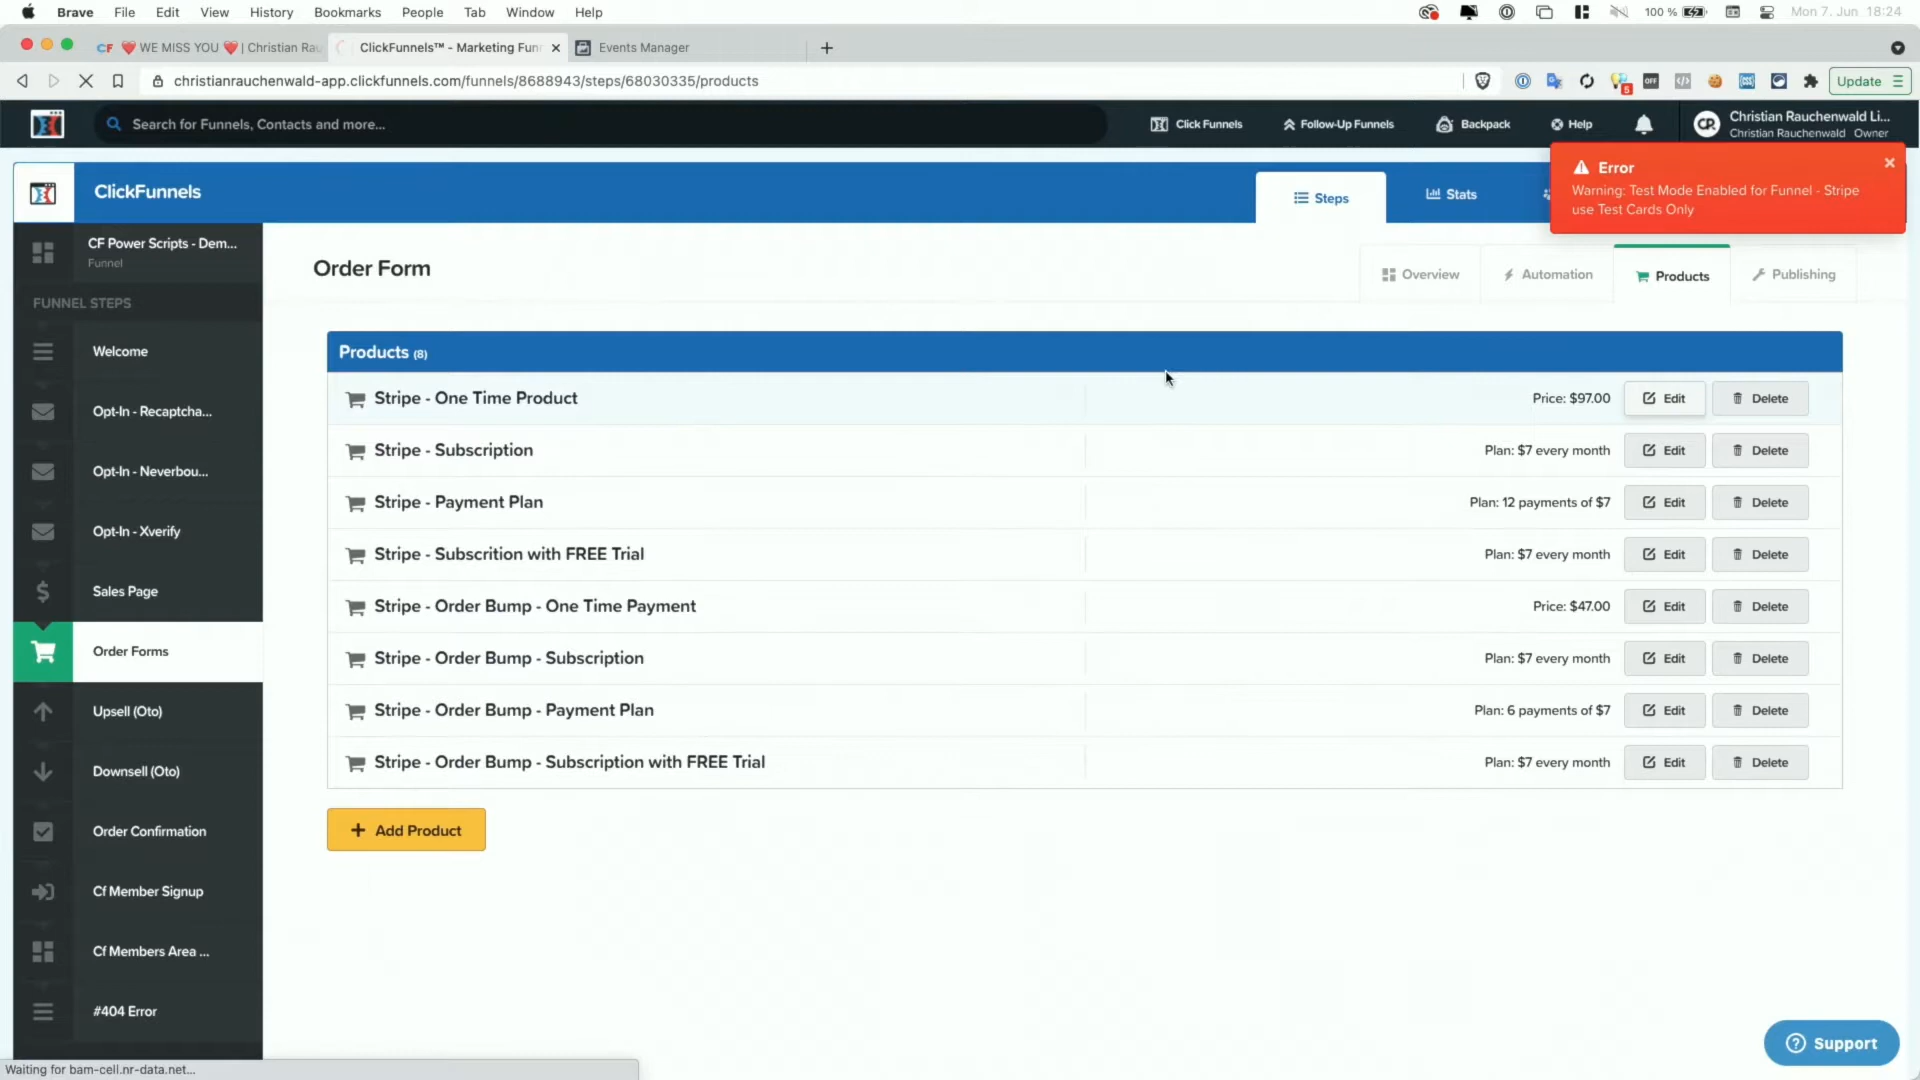 Brave File Edit View History Bookmarks People Tab Window Help 100 % Mon 7. Jun 18:24
CF ❤️ WE MISS YOU ❤️ | Christian Rau
ClickFunnels™ - Marketing Funn
Events Manager
christianrauchenwald-app.clickfunnels.com/funnels/8688943/steps/68030335/products
5
OFF
Update
Search for Funnels, Contacts and more...
Click Funnels
Follow-Up Funnels
Backpack
Help
CR
Christian Rauchenwald Li...
Christian Rauchenwald Owner
Error
Warning: Test Mode Enabled for Funnel - Stripe
use Test Cards Only
ClickFunnels
Steps
Stats
CF Power Scripts - Dem...
Funnel
FUNNEL STEPS
Welcome
Opt-In - Recaptcha...
Opt-In - Neverbou...
Opt-In - Xverify
Sales Page
Order Forms
Upsell (Oto)
Downsell (Oto)
Order Confirmation
Cf Member Signup
Cf Members Area ...
#404 Error
Order Form
Overview
Automation
Products
Publishing
Products (8)
Stripe - One Time Product Price: $97.00 Edit Delete
Stripe - Subscription Plan: $7 every month Edit Delete
Stripe - Payment Plan Plan: 12 payments of $7 Edit Delete
Stripe - Subscrition with FREE Trial Plan: $7 every month Edit Delete
Stripe - Order Bump - One Time Payment Price: $47.00 Edit Delete
Stripe - Order Bump - Subscription Plan: $7 every month Edit Delete
Stripe - Order Bump - Payment Plan Plan: 6 payments of $7 Edit Delete
Stripe - Order Bump - Subscription with FREE Trial Plan: $7 every month Edit Delete
+ Add Product
Support
Waiting for bam-cell.nr-data.net...